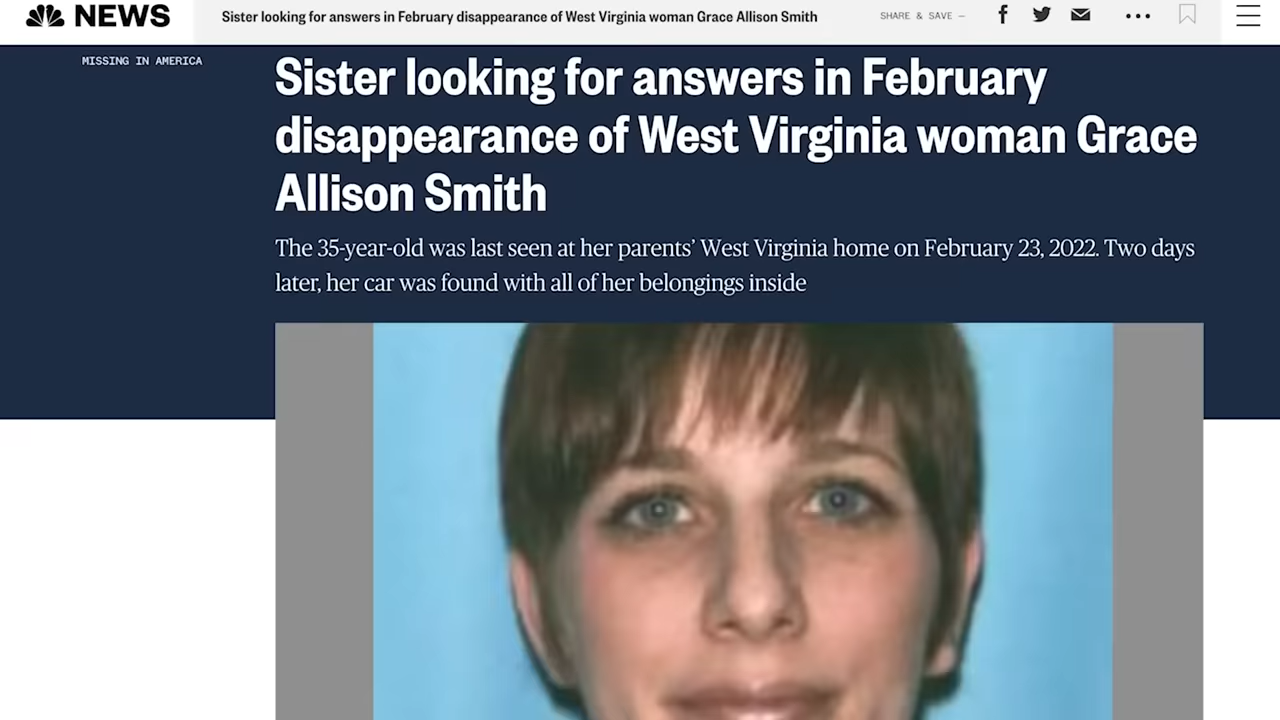 NEWS
Sister looking for answers in February disappearance of West Virginia woman Grace Allison Smith
SHARE & SAVE —
MISSING IN AMERICA
Sister looking for answers in February
disappearance of West Virginia woman Grace
Allison Smith
The 35-year-old was last seen at her parents’ West Virginia home on February 23, 2022. Two days
later, her car was found with all of her belongings inside